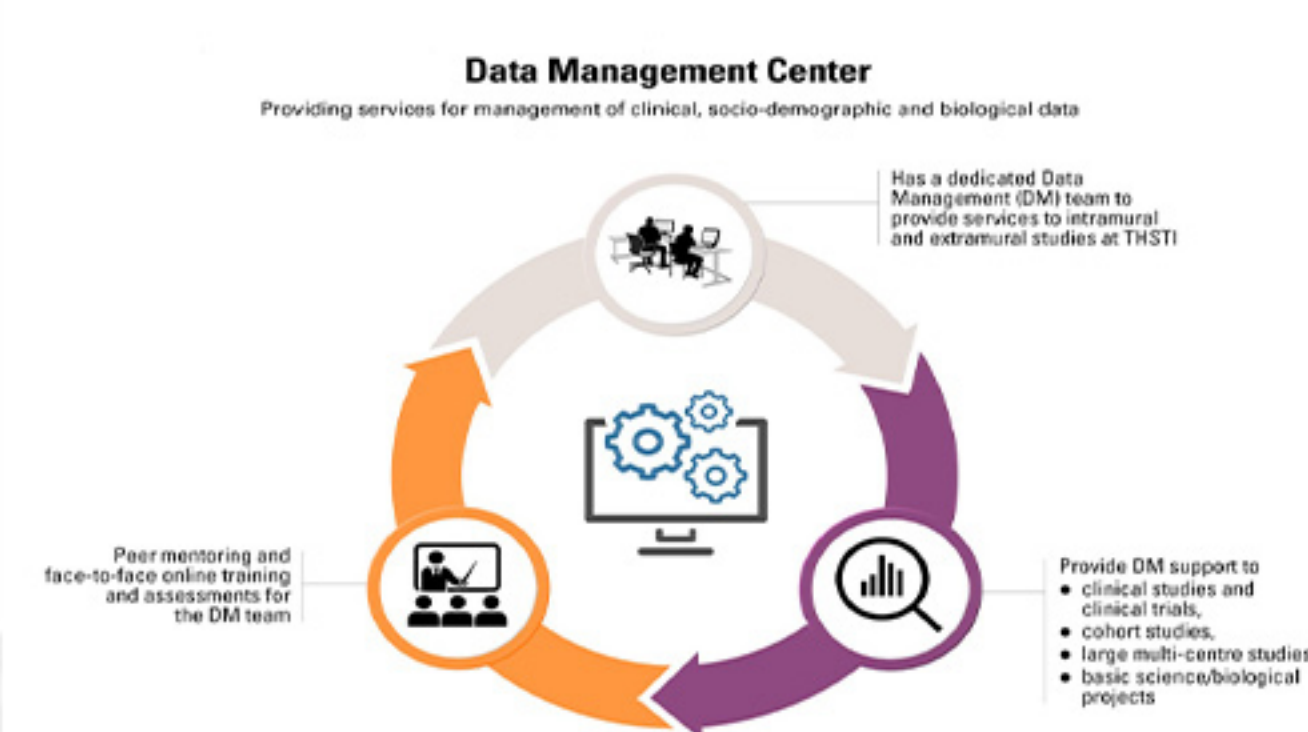 Data Management Center
Providing services for management of clinical, socio-demographic and biological data
Has a dedicated Data
Management (DM) team to
provide services to intramural
and extramural studies at THSTI
Peer mentoring and
face-to-face online training
and assessments for
the DM team
Provide DM support to
● clinical studies and
clinical trials,
● cohort studies,
● large multi-centre studies
● basic science/biological
projects